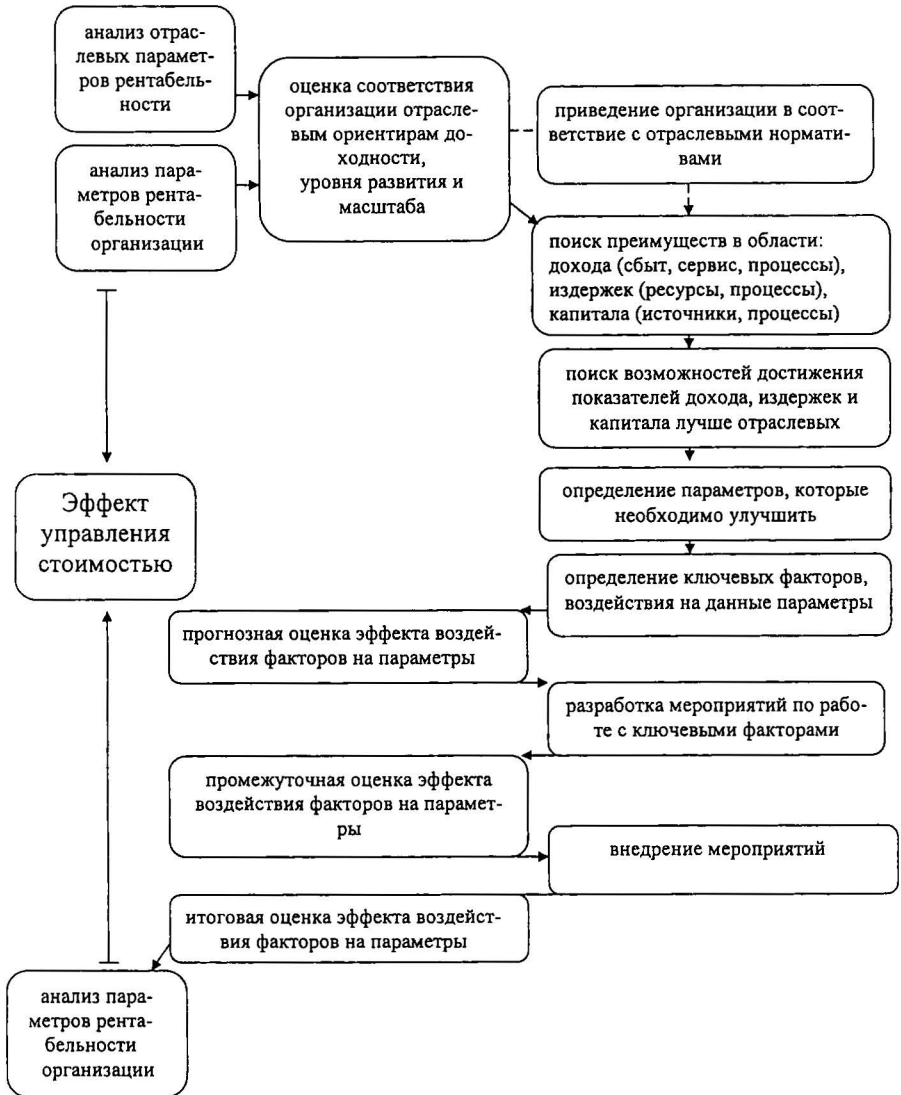 анализ отрас-
левых парамет-
ров рентабель-
ности
анализ пара-
метров рента-
бельности
организации
оценка соответствия
организации отрасле-
вым ориентирам до-
ходности,
уровня развития и
масштаба
приведение организации в соот-
ветствие с отраслевыми нормати-
вами
поиск преимуществ в области:
дохода (сбыт, сервис, процессы),
издержек (ресурсы, процессы),
капитала (источники, процессы)
поиск возможностей достижения
показателей дохода, издержек и
капитала лучше отраслевых
определение параметров, которые
необходимо улучшить
определение ключевых факторов,
воздействия на данные параметры
прогнозная оценка эффекта воздей-
ствия факторов на параметры
разработка мероприятий по рабо-
те с ключевыми факторами
промежуточная оценка эффекта
воздействия факторов на парамет-
ры
внедрение мероприятий
итоговая оценка эффекта воздейст-
вия факторов на параметры
анализ пара-
метров рента-
бельности
организации
Эффект
управления
стоимостью